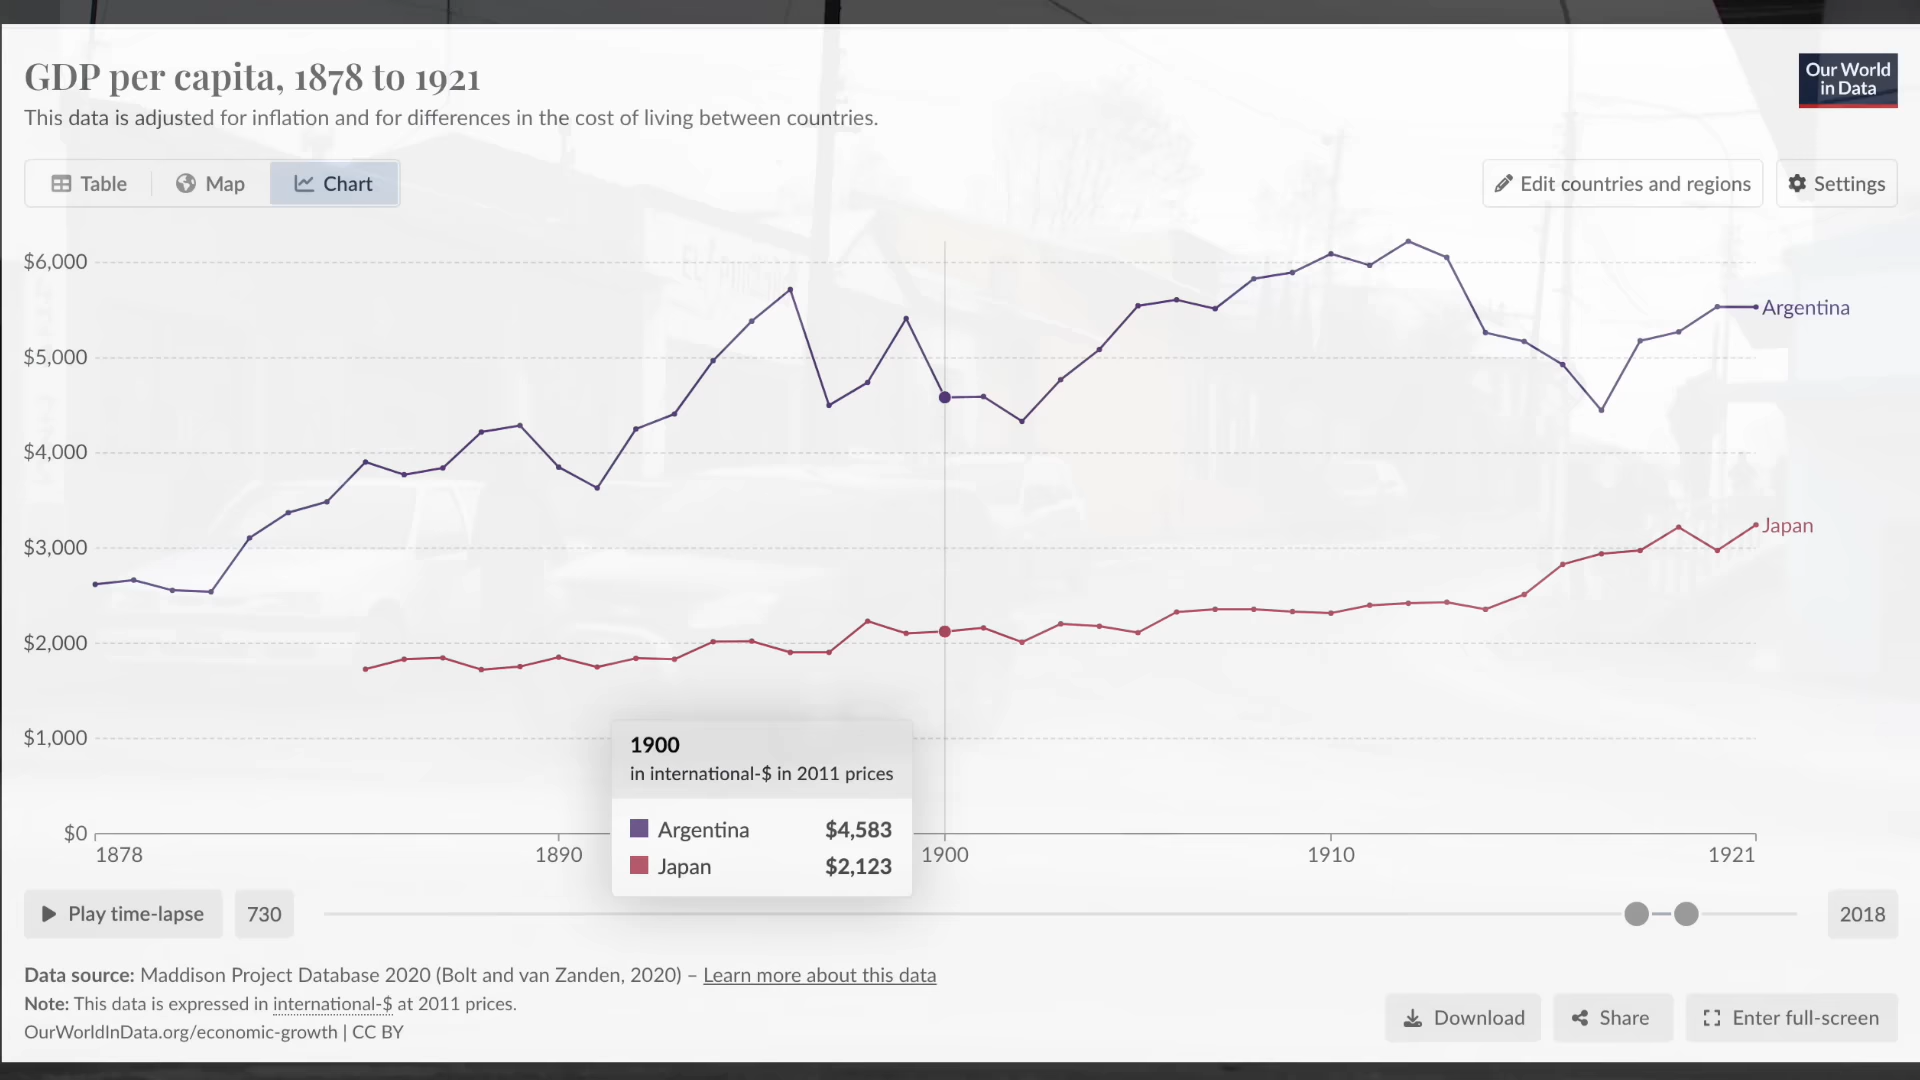 GDP per capita, 1878 to 1921
This data is adjusted for inflation and for differences in the cost of living between countries.
Our World
in Data
Table
Map
Chart
Edit countries and regions
Settings
$6,000
$5,000
$4,000
$3,000
$2,000
$1,000
$0
Argentina
Japan
1878
1890
1900
1910
1921
1900
in international-$ in 2011 prices
Argentina $4,583
Japan $2,123
Play time-lapse
730
2018
Data source: Maddison Project Database 2020 (Bolt and van Zanden, 2020) – Learn more about this data
Note: This data is expressed in international-$ at 2011 prices.
OurWorldInData.org/economic-growth | CC BY
Download
Share
Enter full-screen